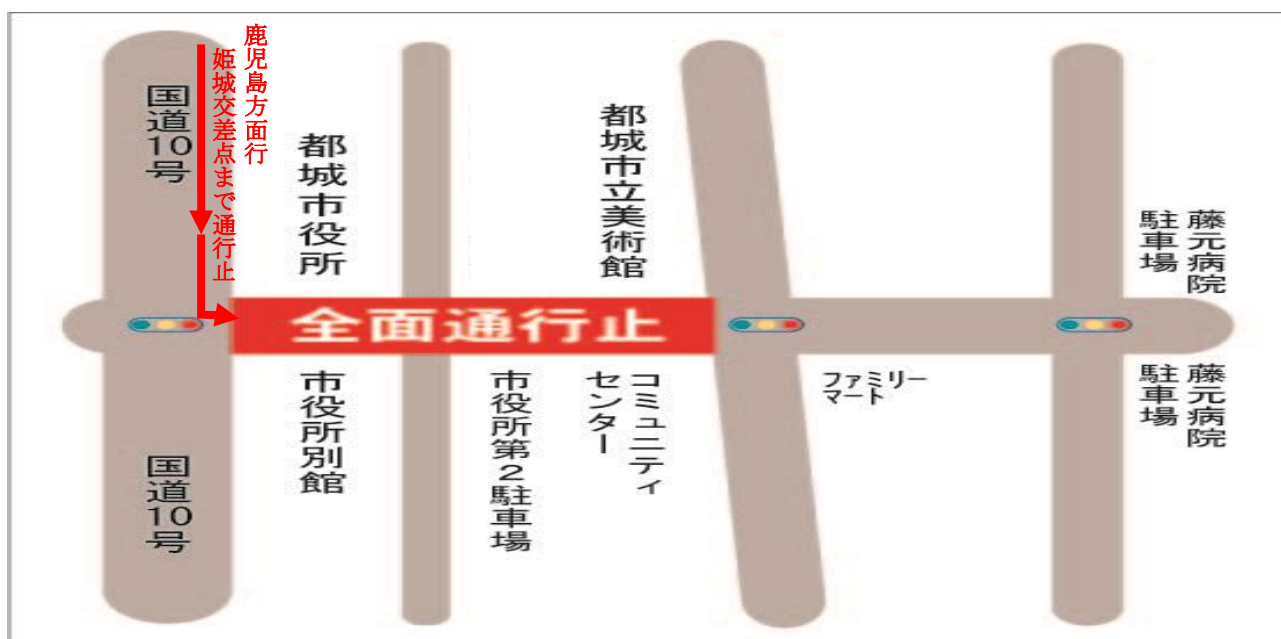 鹿児島方面行
姫城交差点まで通行止
国道10号
都城市役所
都城市立美術館
藤元病院
駐車場
全面通行止
国道10号
市役所別館
市役所第2駐車場
コミュニティ
センター
ファミリー
マート
藤元病院
駐車場